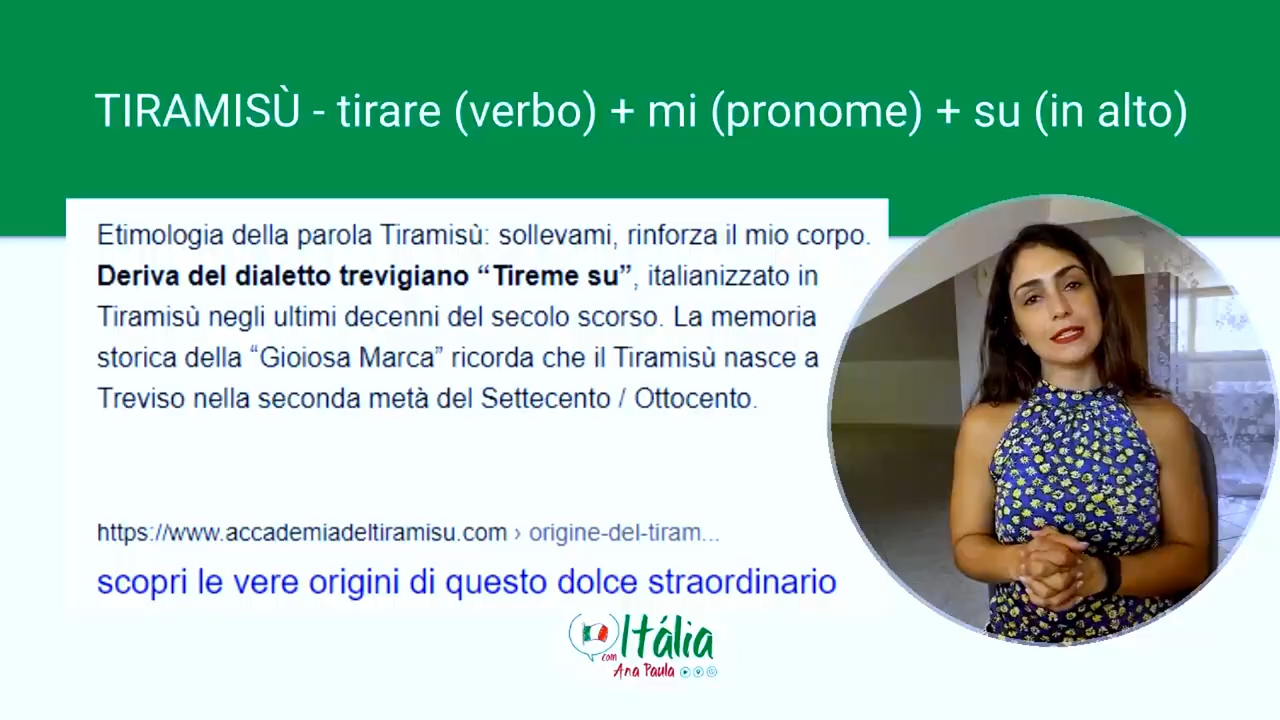 TIRAMISÙ - tirare (verbo) + mi (pronome) + su (in alto)
Etimologia della parola Tiramisù: sollevami, rinforza il mio corpo.
Deriva del dialetto trevigiano “Tireme su”, italianizzato in
Tiramisù negli ultimi decenni del secolo scorso. La memoria
storica della “Gioiosa Marca” ricorda che il Tiramisù nasce a
Treviso nella seconda metà del Settecento / Ottocento.
https://www.accademiadeltiramisu.com › origine-del-tiram...
scopri le vere origini di questo dolce straordinario
Itália
com
Ana Paula